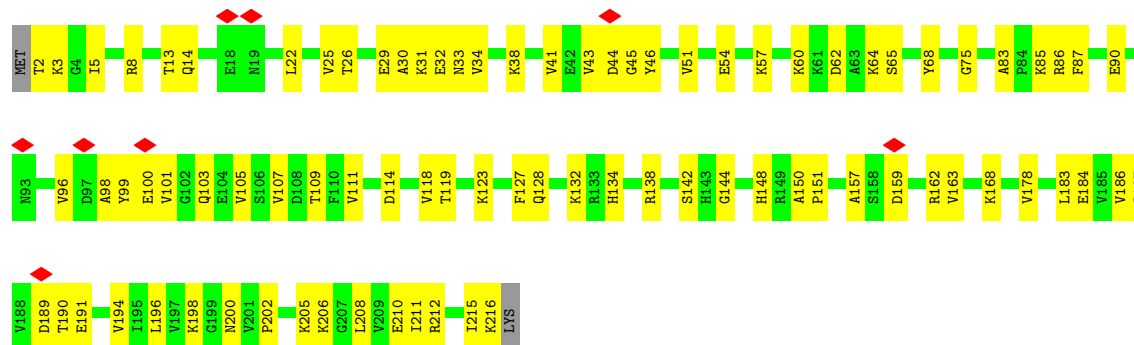 MET T2 K3 G4 I5 R8 T13 Q14 E18 N19 L22 V25 T26 E29 A30 K31 E32 N33 V34 K38 V41 E42 V43 D44 G45 Y46 V51 E54 K57 K60 K61 D62 A63 K64 S65 Y68 G75 A83 P84 K85 R86 F87 E90
N93 V96 D97 A98 Y99 E100 V101 G102 Q103 E104 V105 S106 V107 D108 T109 F110 V111 D114 V118 T119 K123 F127 Q128 K132 R133 H134 R138 S142 H143 G144 H148 R149 A150 P151 A157 S158 D159 R162 V163 K168 V178 L183 E184 V185 V186
V188 D189 T190 E191 V194 I195 L196 V197 K198 G199 N200 V201 P202 K205 K206 G207 L208 V209 E210 I211 R212 I215 K216 LYS